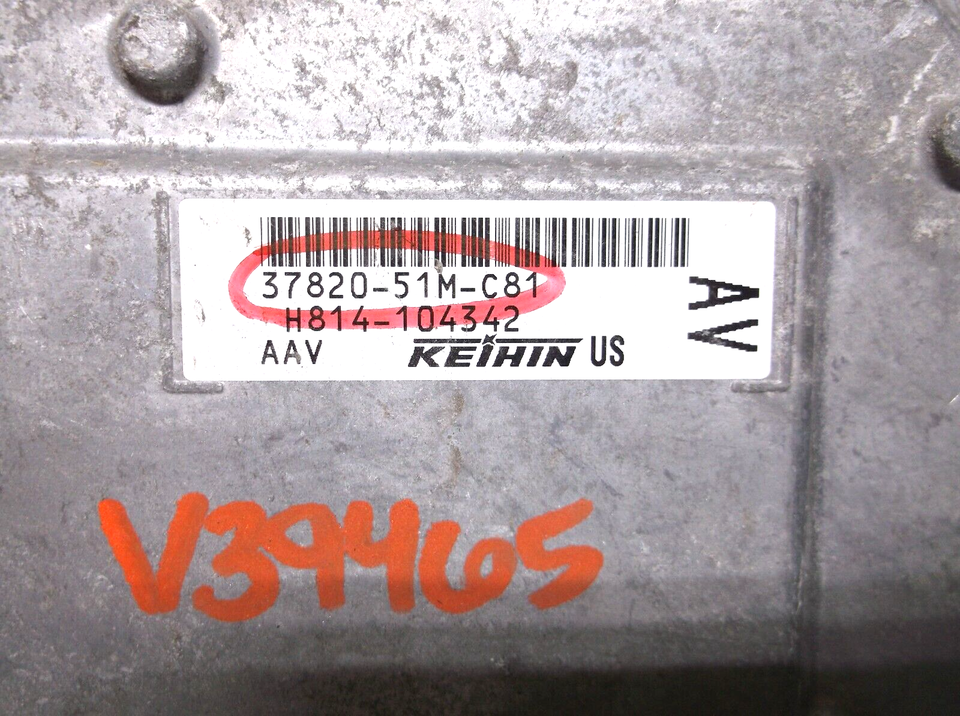 37820-51M-C81
H814-104342
AAV KEIHIN US
AV
V39465